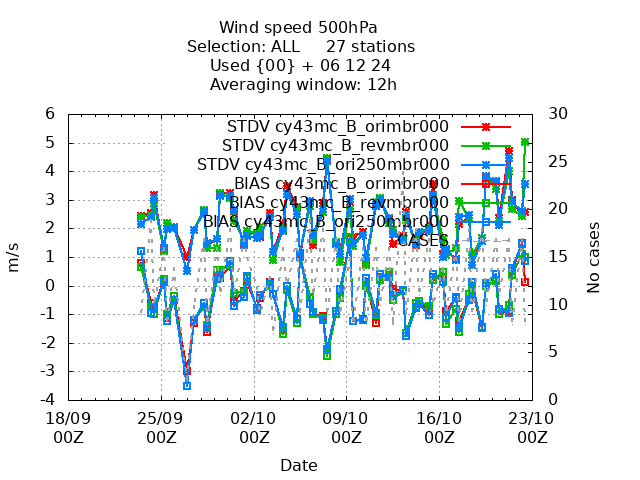 Wind speed 500hPa
Selection: ALL 27 stations
Used {00} + 06 12 24
Averaging window: 12h
STDV cy43mc_B_orimbr000
STDV cy43mc_B_revmbr000
STDV cy43mc_B_ori250mbr000
BIAS cy43mc_B_orimbr000
BIAS cy43mc_B_revmbr000
BIAS cy43mc_B_ori250mbr000
CASES
6
5
4
3
2
1
0
-1
-2
-3
-4
m/s
30
25
20
15
10
5
0
No cases
18/09 25/09 02/10 09/10 16/10 23/10
00Z 00Z 00Z 00Z 00Z 00Z
Date